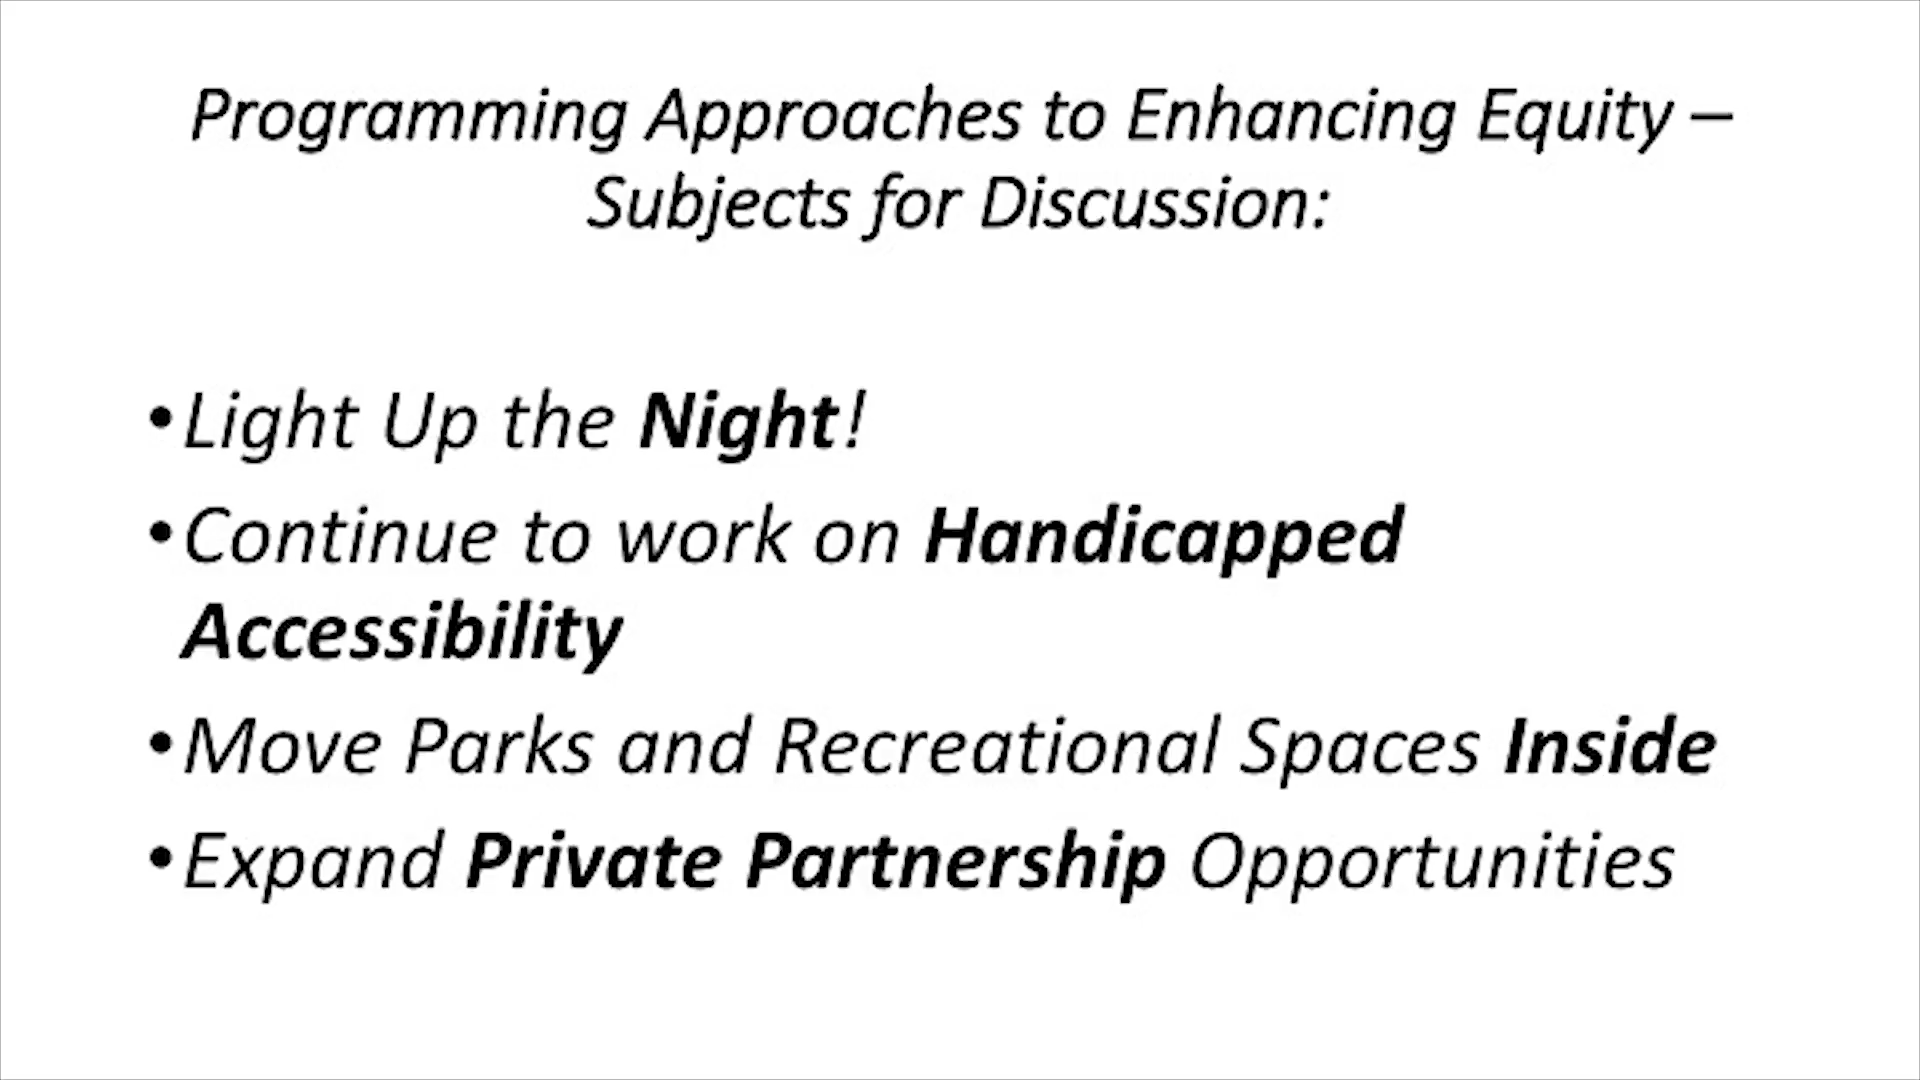 Programming Approaches to Enhancing Equity –
Subjects for Discussion:
•Light Up the Night!
•Continue to work on Handicapped
Accessibility
•Move Parks and Recreational Spaces Inside
•Expand Private Partnership Opportunities